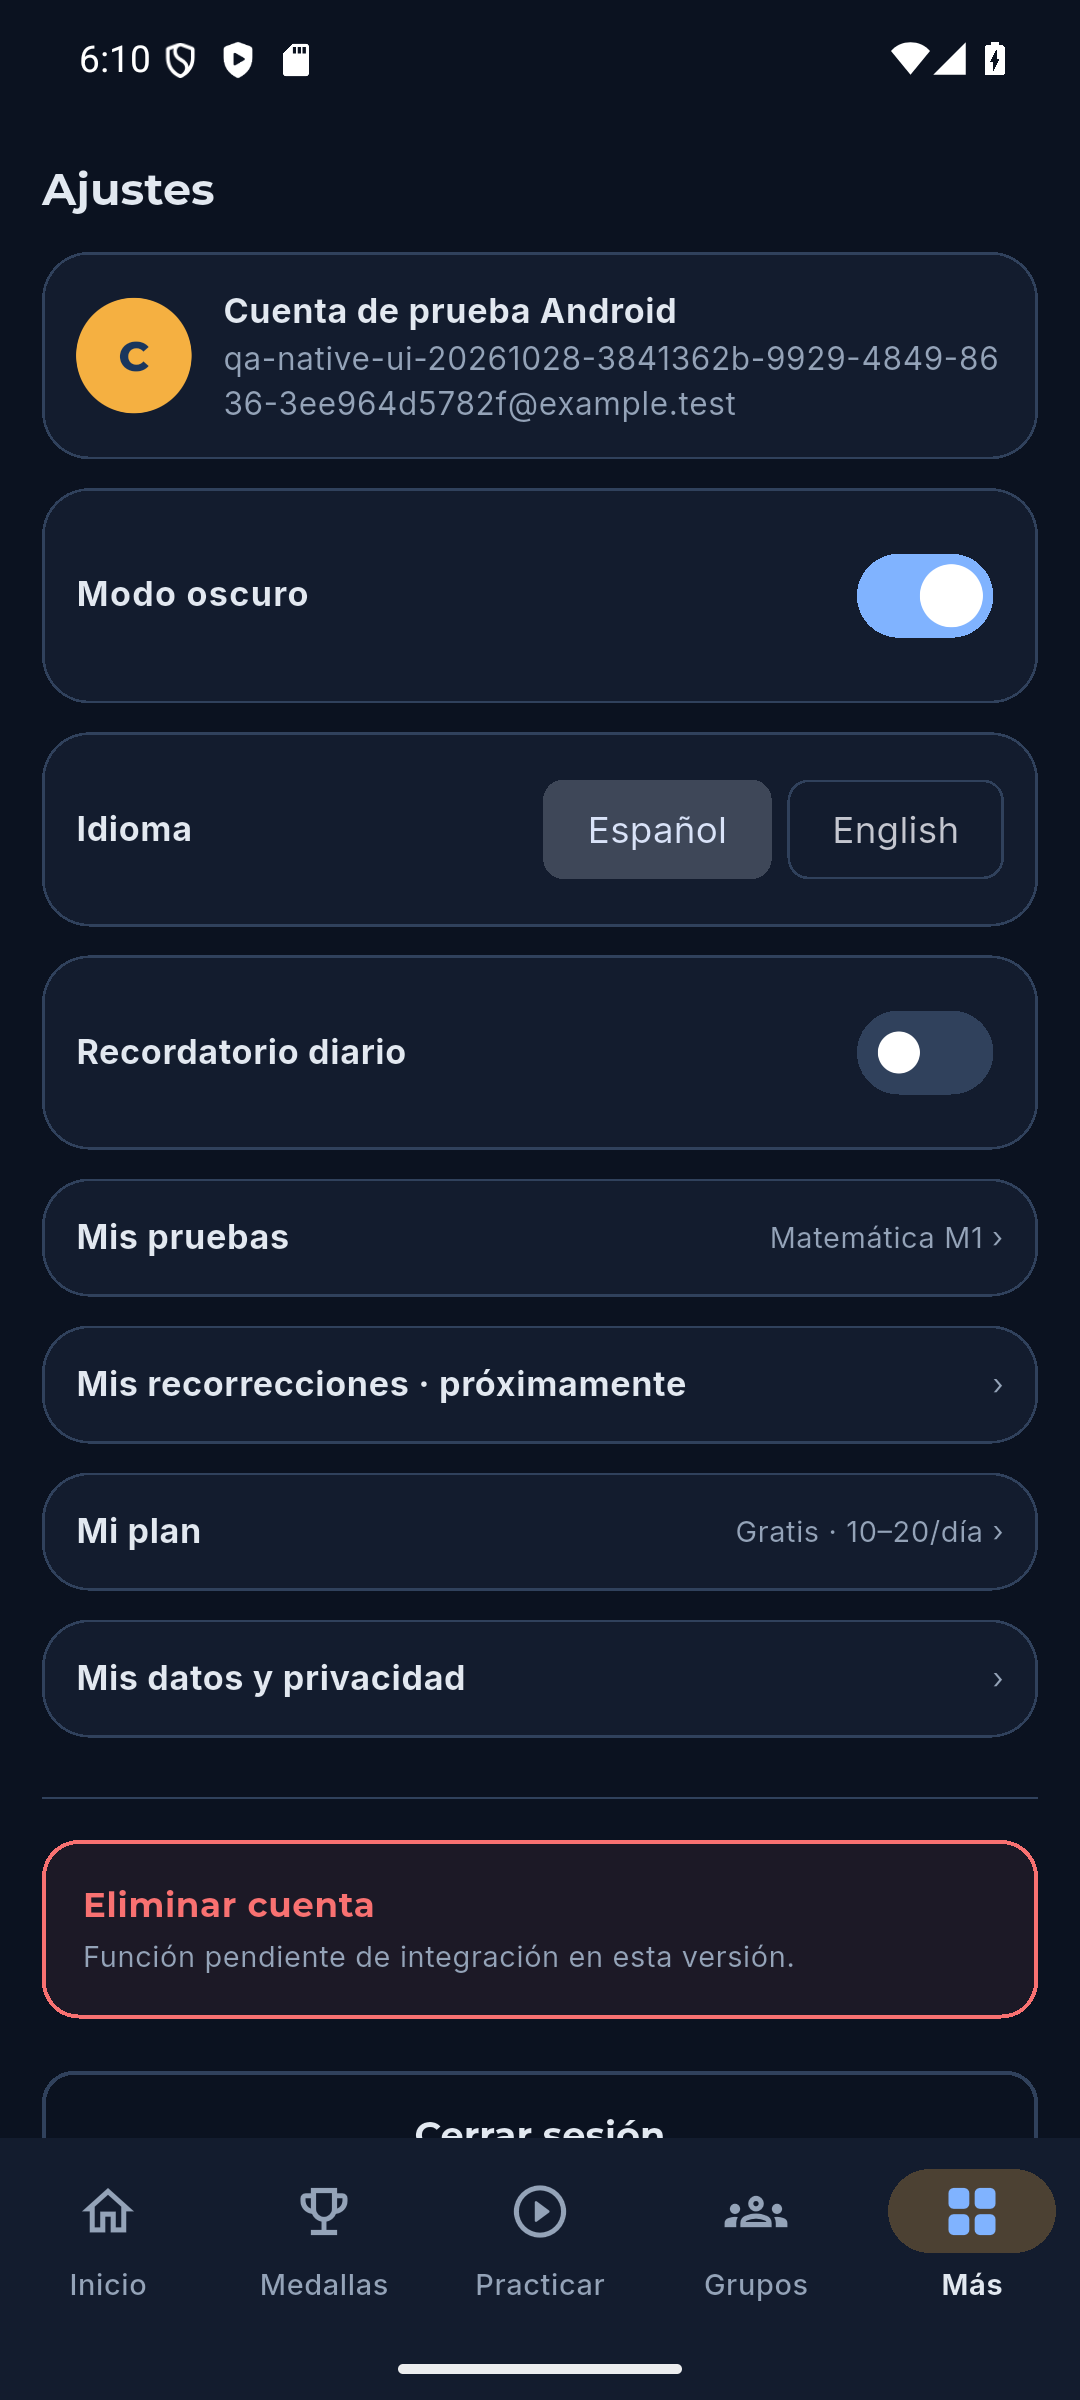 6:10
Ajustes
C
Cuenta de prueba Android
qa-native-ui-20261028-3841362b-9929-4849-86
36-3ee964d5782f@example.test
Modo oscuro
Idioma
Español
English
Recordatorio diario
Mis pruebas
Matemática M1 ›
Mis recorrecciones · próximamente
›
Mi plan
Gratis · 10–20/día ›
Mis datos y privacidad
›
Eliminar cuenta
Función pendiente de integración en esta versión.
Cerrar sesión
Inicio
Medallas
Practicar
Grupos
Más